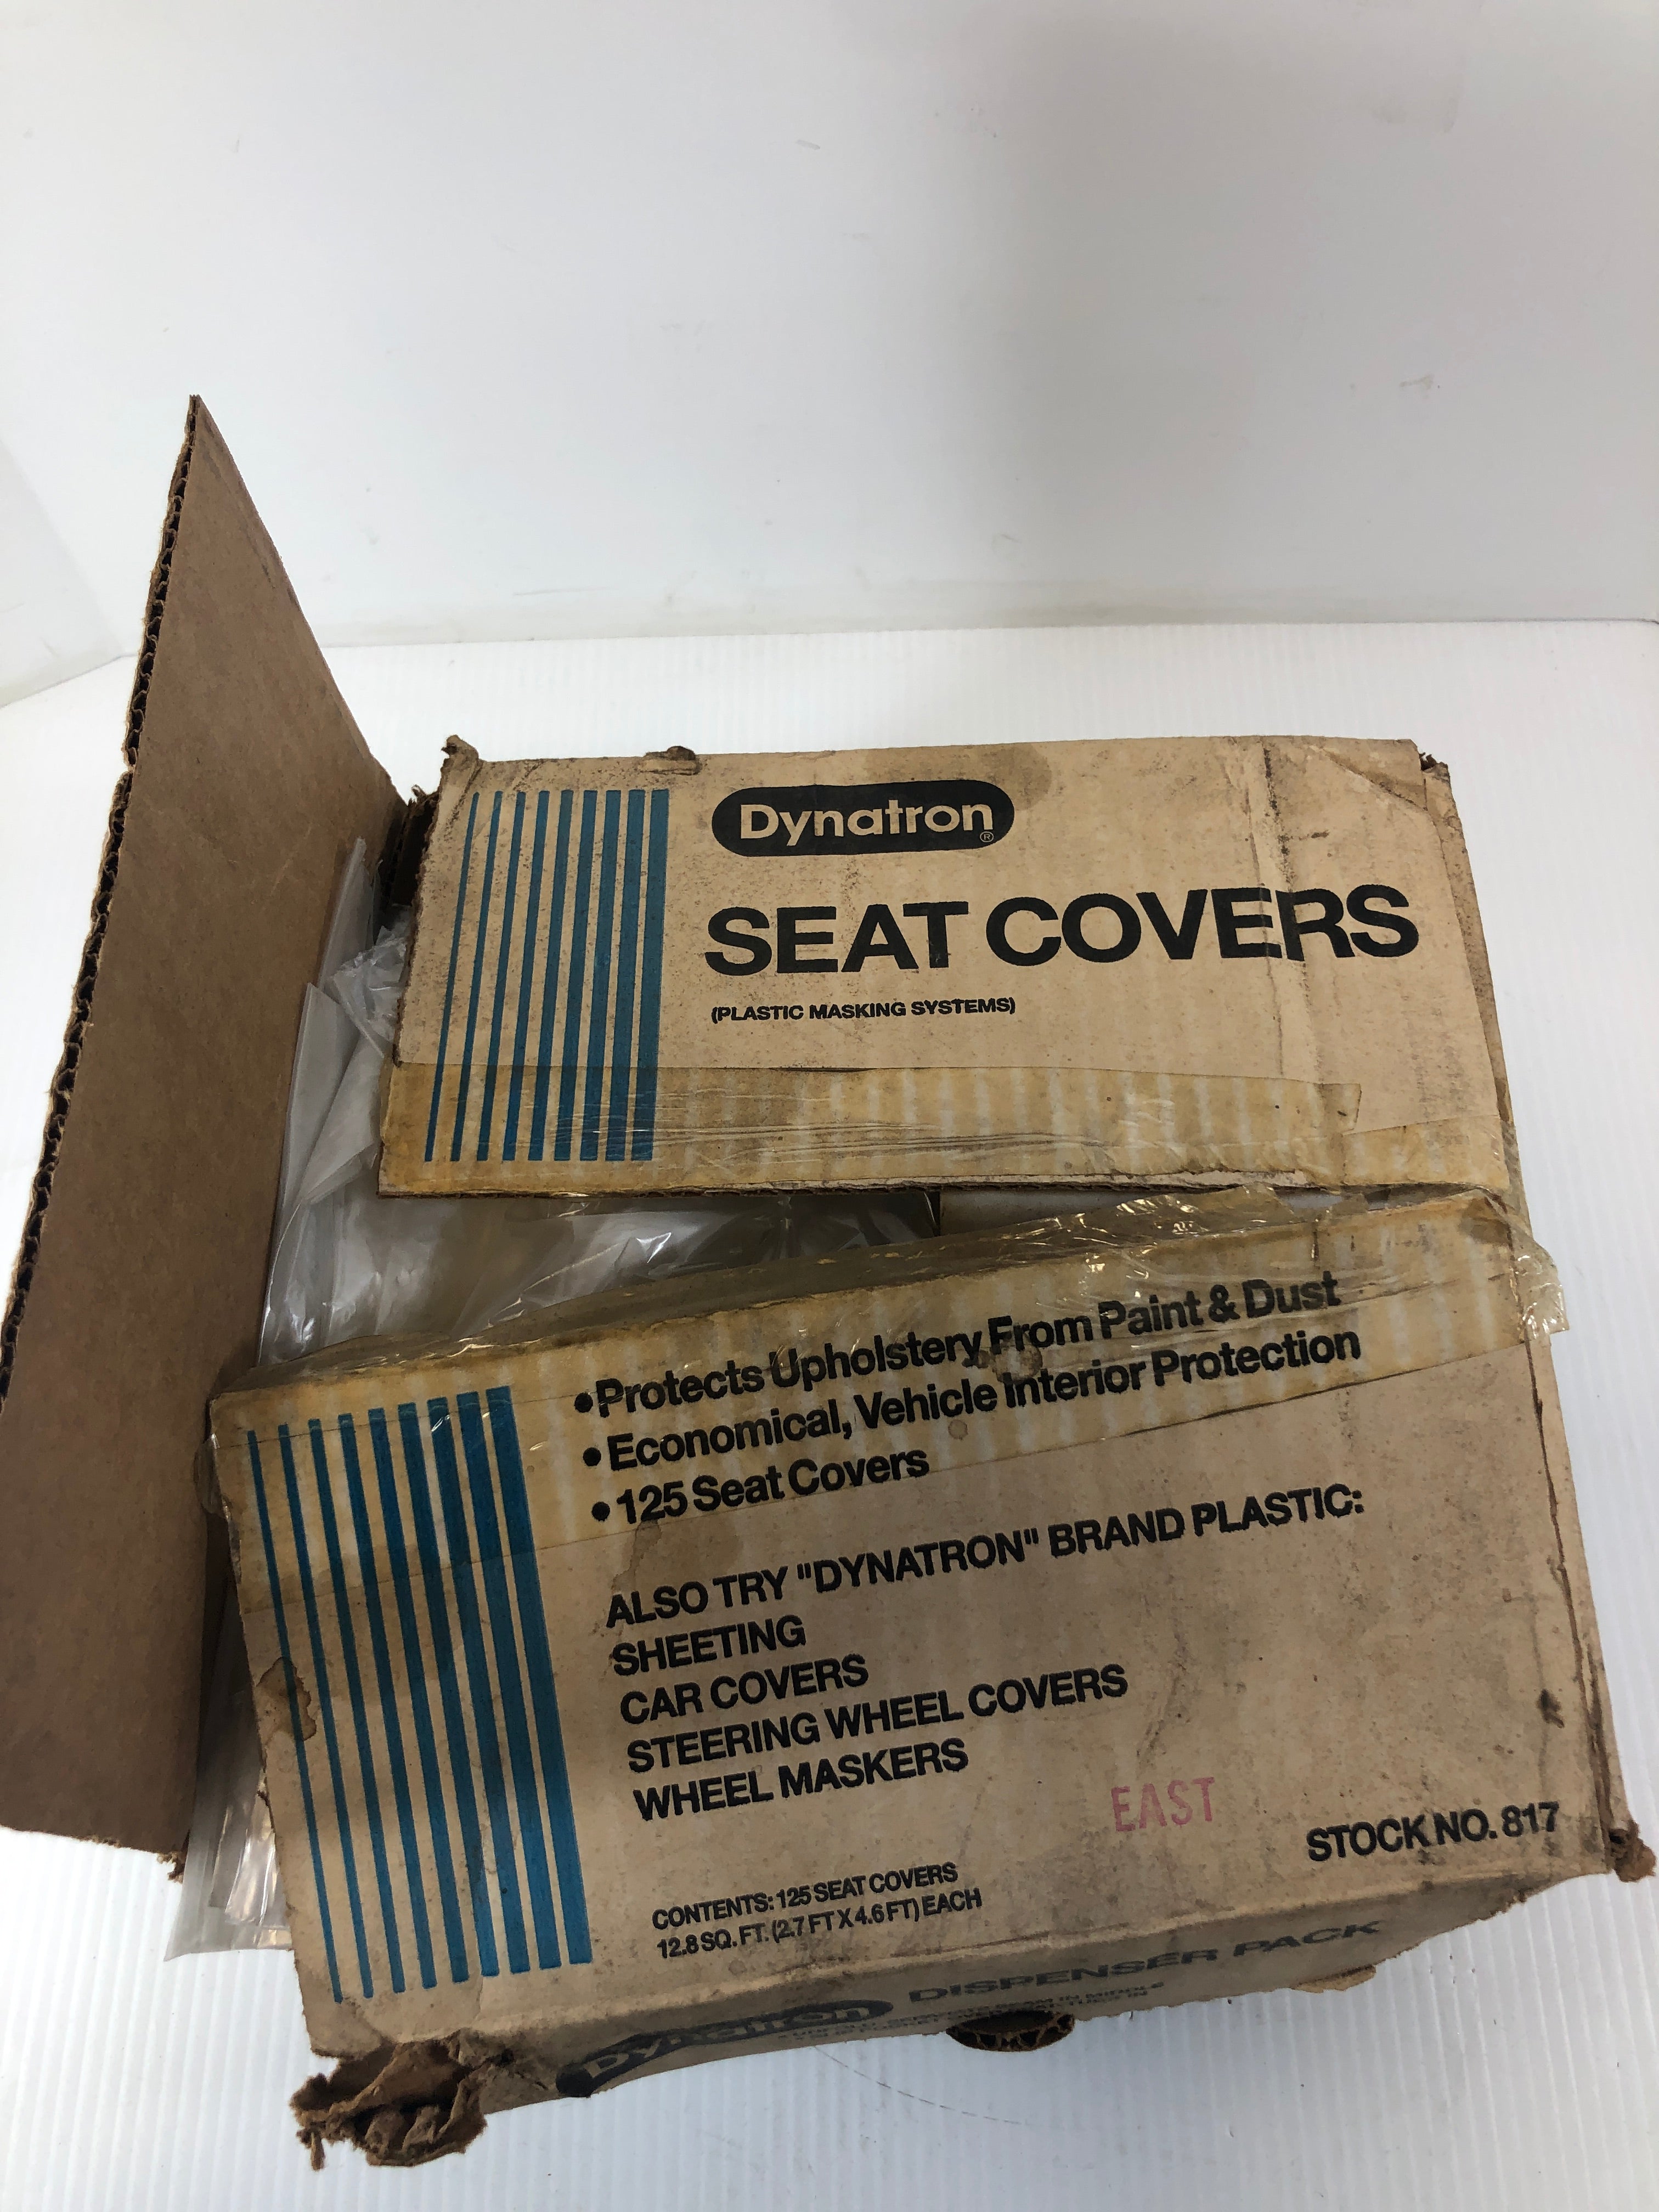 Dynatron®
SEAT COVERS
(PLASTIC MASKING SYSTEMS)
•Protects Upholstery From Paint & Dust
•Economical, Vehicle Interior Protection
•125 Seat Covers
ALSO TRY "DYNATRON" BRAND PLASTIC:
SHEETING
CAR COVERS
STEERING WHEEL COVERS
WHEEL MASKERS
EAST
STOCK NO. 817
CONTENTS: 125 SEAT COVERS
12.8 SQ. FT. (2.7 FT X 4.6 FT) EACH
Dynatron DISPENSER PACK